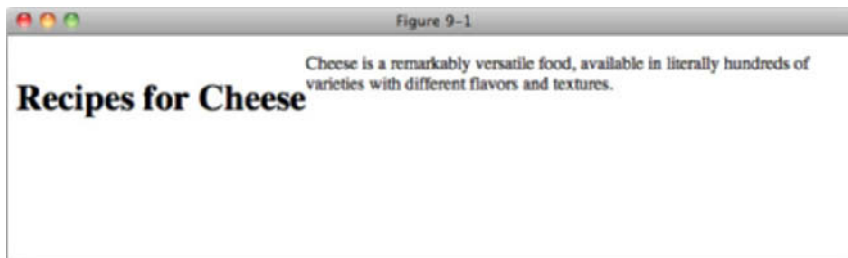 Figure 9-1
Recipes for Cheese
Cheese is a remarkably versatile food, available in literally hundreds of
varieties with different flavors and textures.